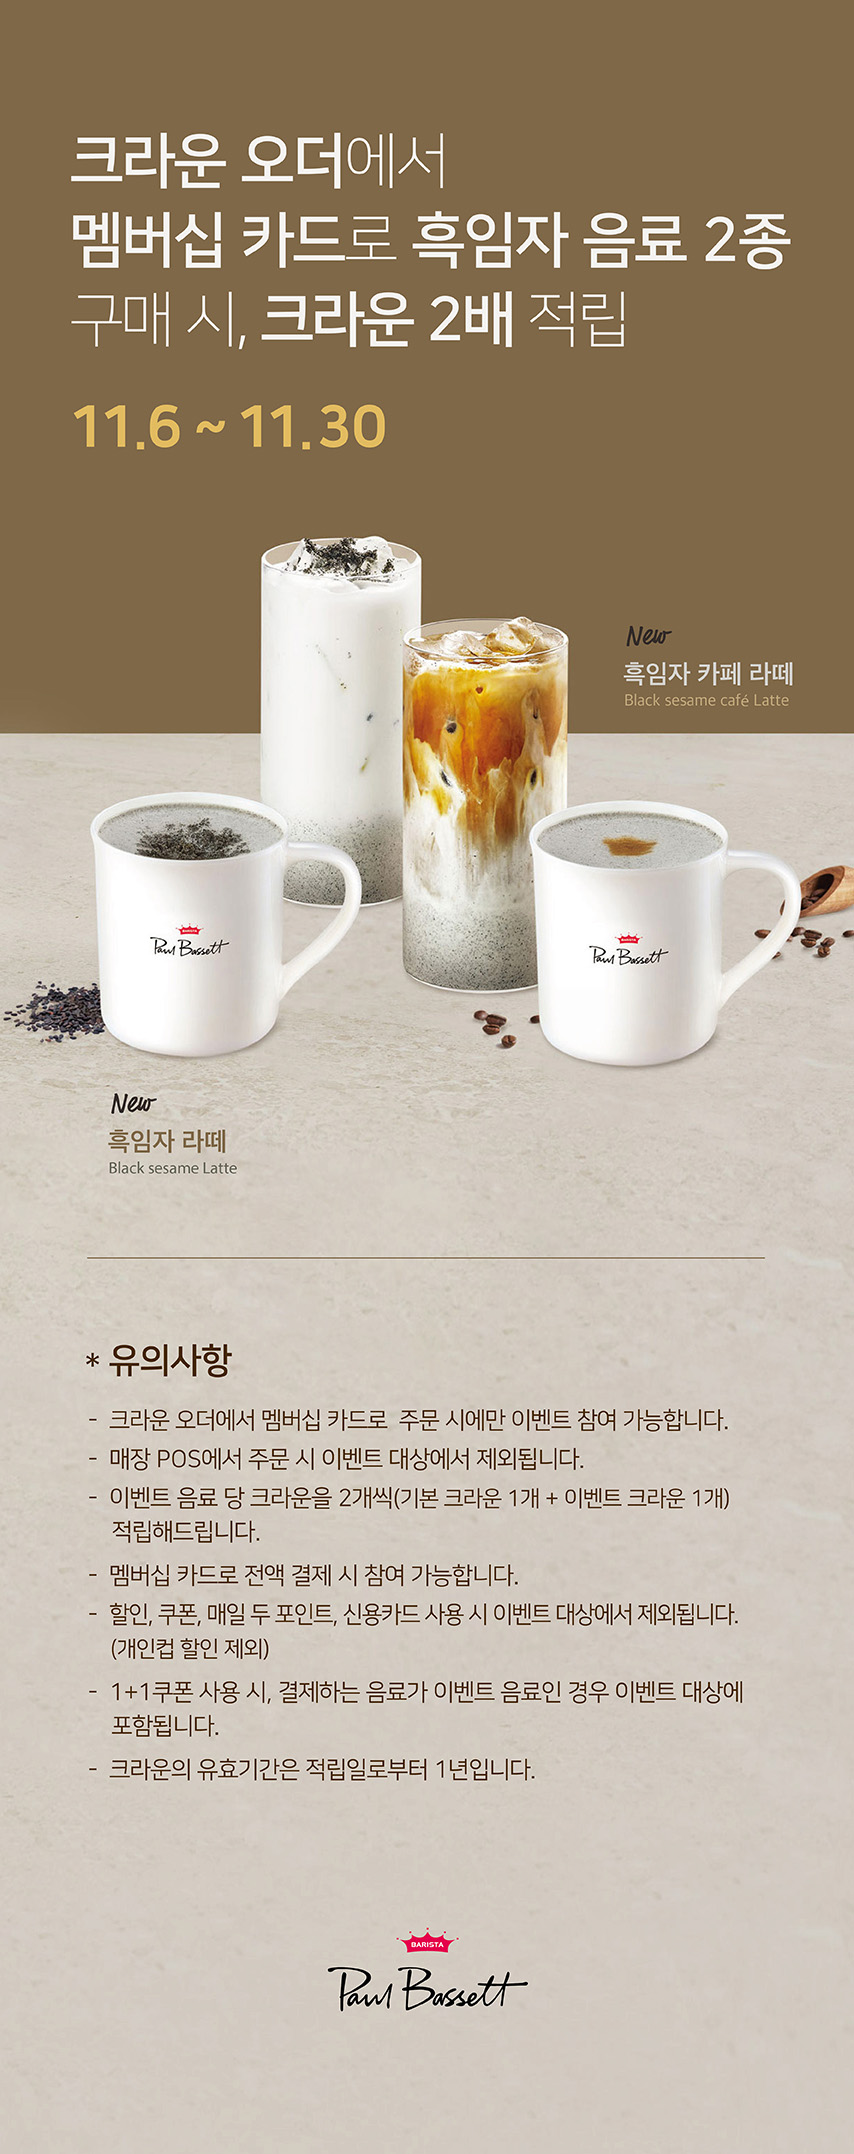 크라운 오더에서
멤버십 카드로 흑임자 음료 2종
구매 시, 크라운 2배 적립
11.6 ~ 11.30
New
흑임자 카페 라떼
Black sesame café Latte
BARISTA
Paul Bassett
BARISTA
Paul Bassett
New
흑임자 라떼
Black sesame Latte
* 유의사항
- 크라운 오더에서 멤버십 카드로 주문 시에만 이벤트 참여 가능합니다.
- 매장 POS에서 주문 시 이벤트 대상에서 제외됩니다.
- 이벤트 음료 당 크라운을 2개씩(기본 크라운 1개 + 이벤트 크라운 1개)
적립해드립니다.
- 멤버십 카드로 전액 결제 시 참여 가능합니다.
- 할인, 쿠폰, 매일 두 포인트, 신용카드 사용 시 이벤트 대상에서 제외됩니다.
(개인컵 할인 제외)
- 1+1쿠폰 사용 시, 결제하는 음료가 이벤트 음료인 경우 이벤트 대상에
포함됩니다.
- 크라운의 유효기간은 적립일로부터 1년입니다.
BARISTA
Paul Bassett